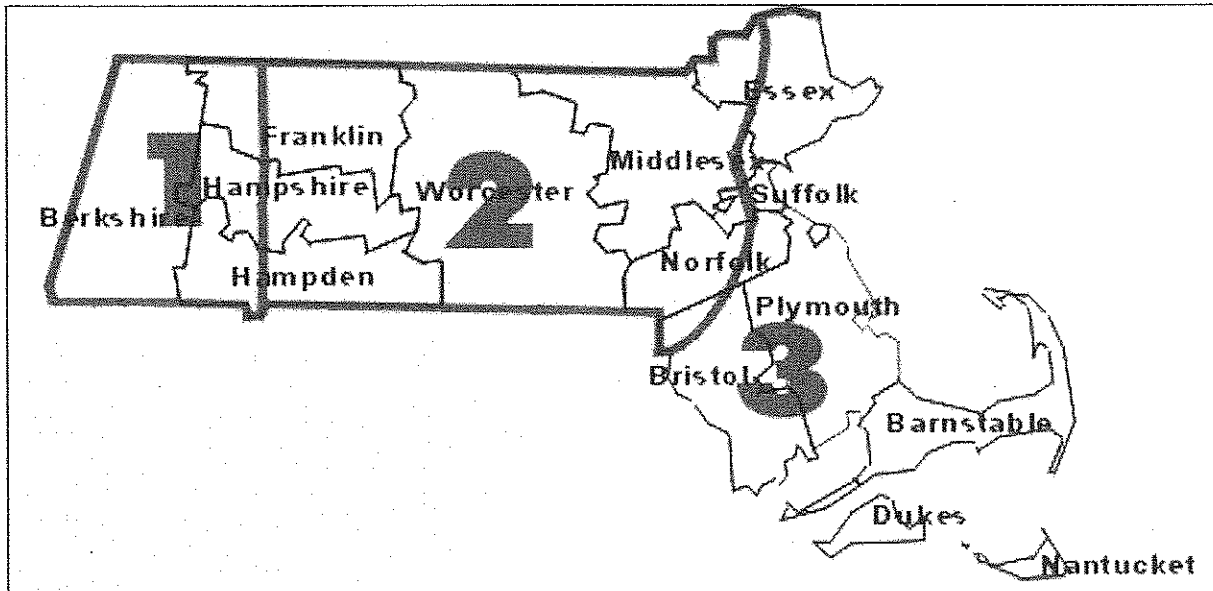 Essex
Franklin
Middlesex
1
2
Hampshire
Worcester
Suffolk
Berkshire
Norfolk
Hampden
Plymouth
3
Bristol
Barnstable
Dukes
Nantucket